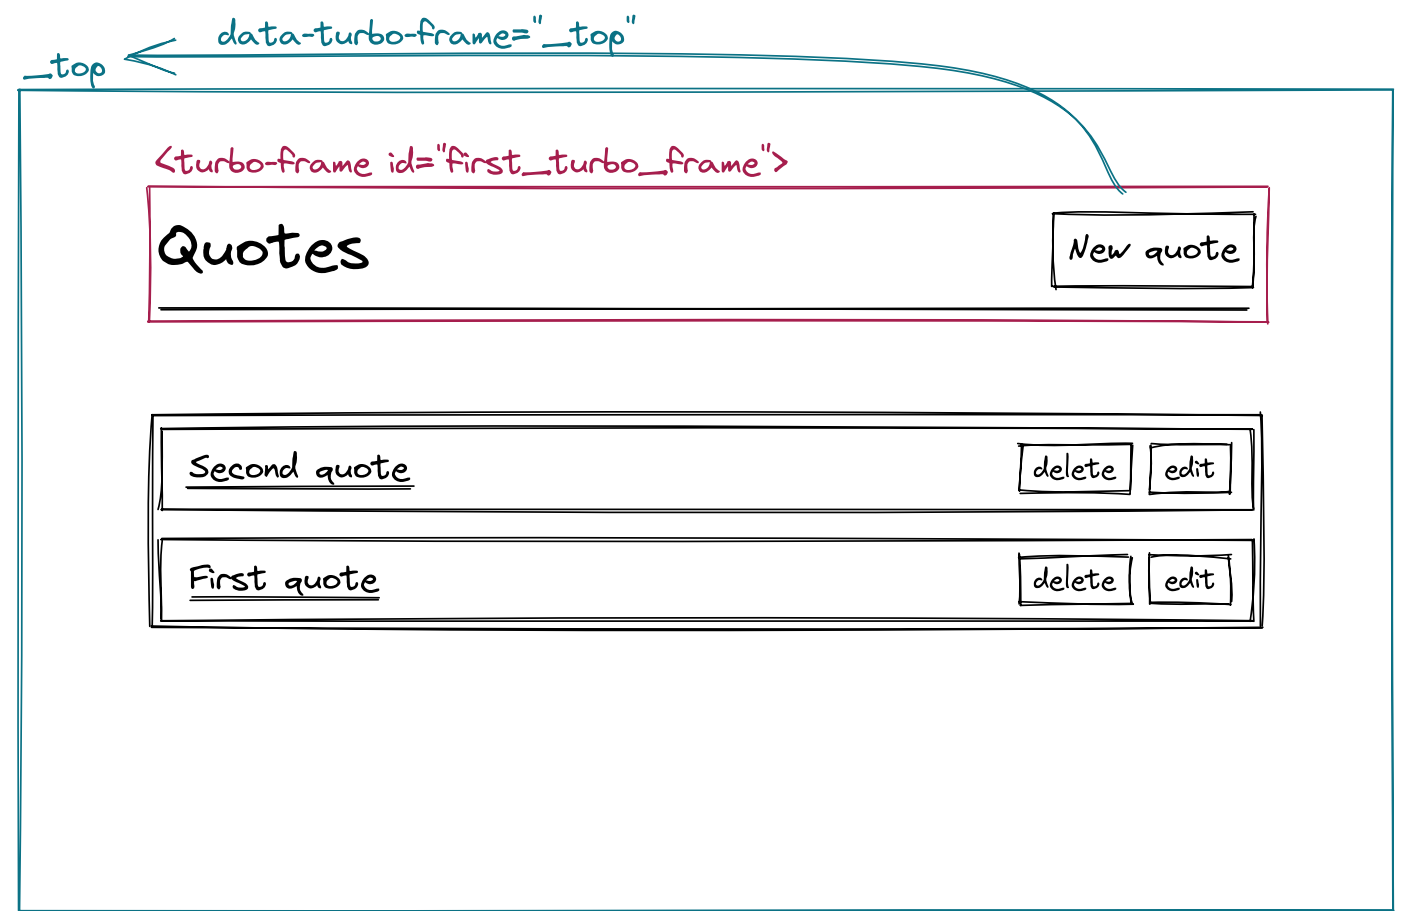 data-turbo-frame="_top"
_top
<turbo-frame id="first_turbo_frame">
Quotes
New quote
Second quote
delete
edit
First quote
delete
edit